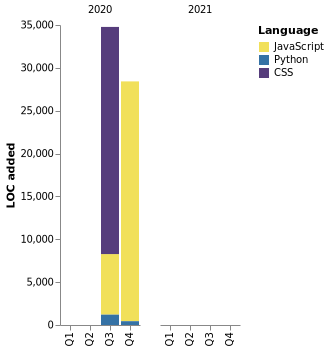 2020
2021
Language
JavaScript
Python
CSS
LOC added
35,000
30,000
25,000
20,000
15,000
10,000
5,000
0
Q1 Q2 Q3 Q4
Q1 Q2 Q3 Q4